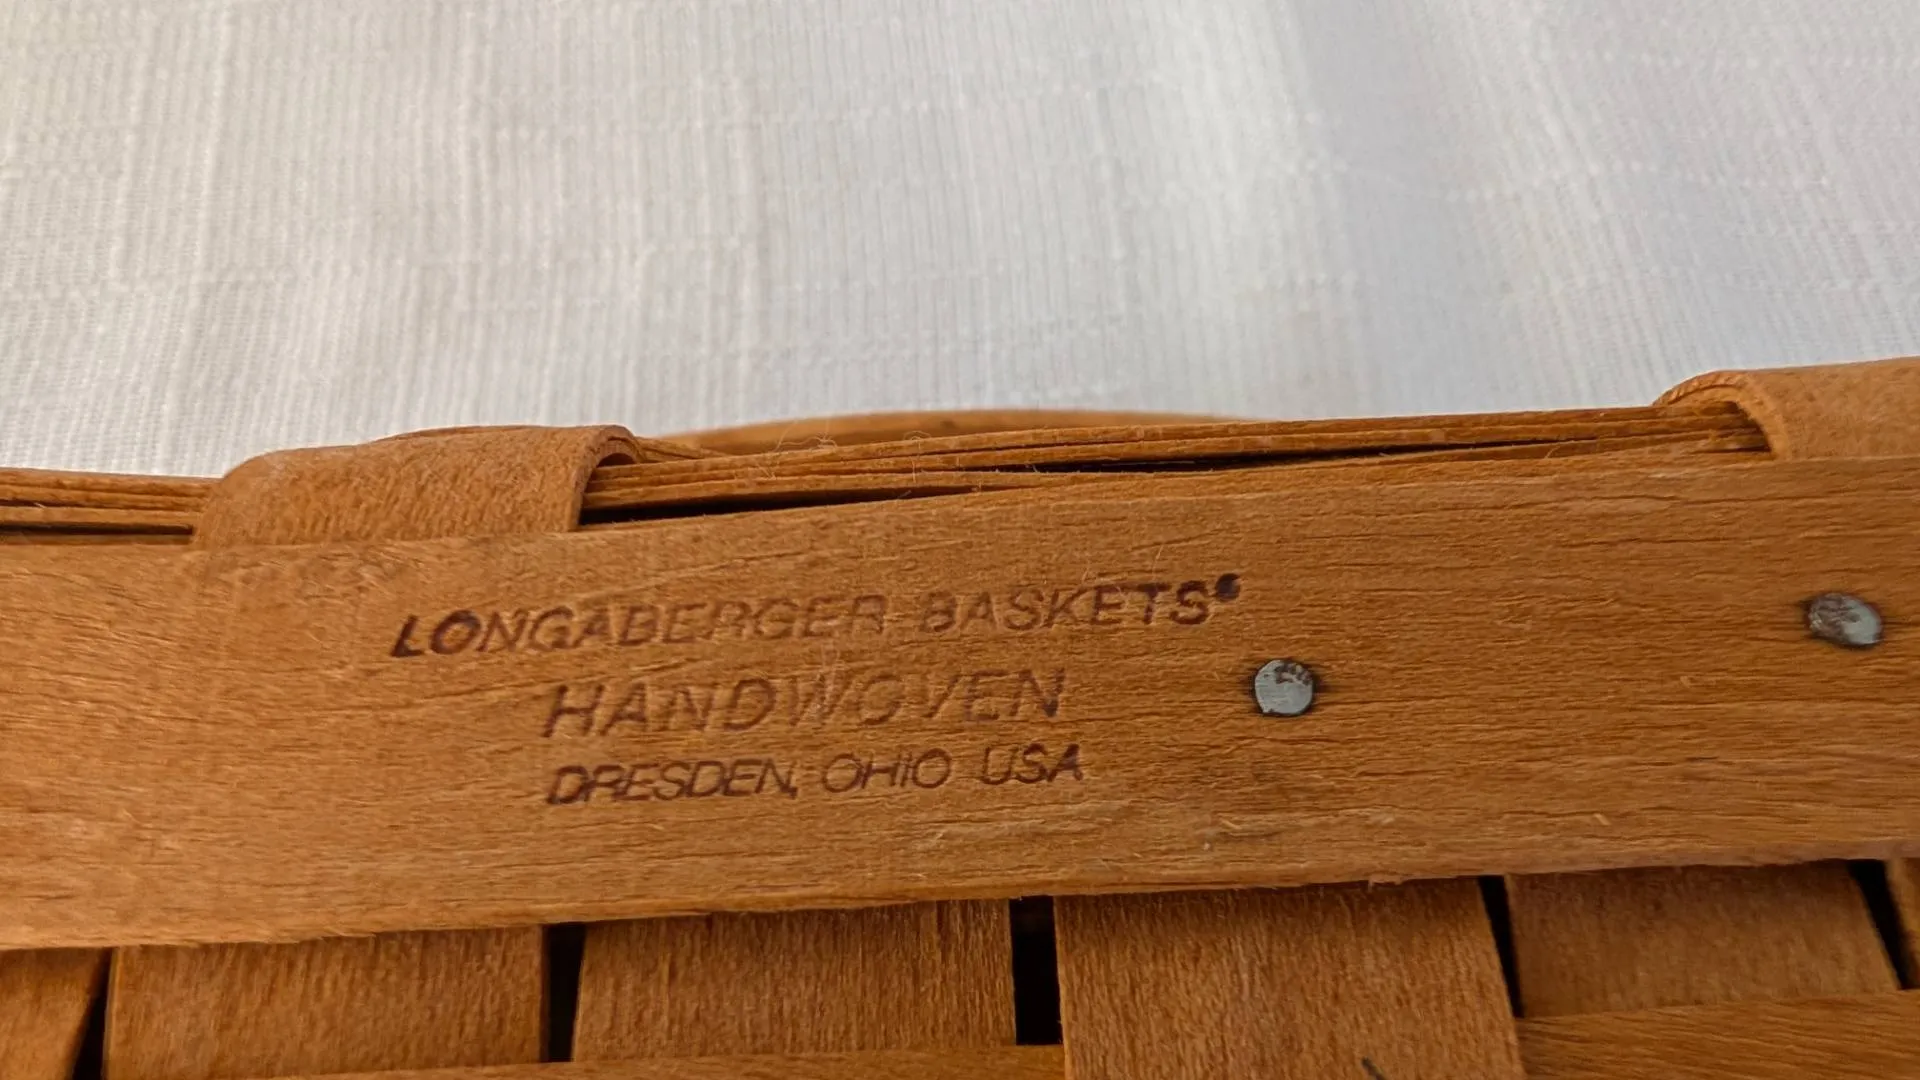 LONGABERGER BASKETS®
HANDWOVEN
DRESDEN, OHIO USA